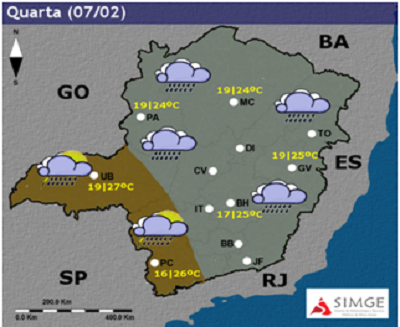 Quarta (07/02)
N
BA
S
GO
19|24ºC
19|24ºC
MC
PA
TO
DI
19|25ºC
ES
UB
CV
GV
19|27ºC
IT
BH
17|25ºC
BB
PC
JF
SP
16|26ºC
RJ
200.0 Km
0.0 Km
400.0 Km
SIMGE